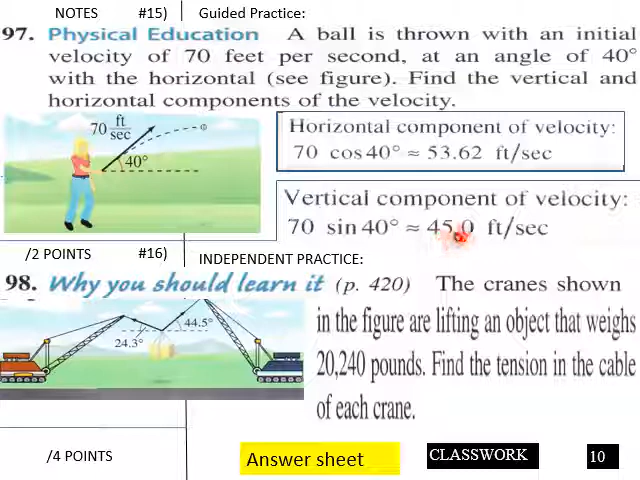 NOTES #15) Guided Practice:
97. Physical Education A ball is thrown with an initial
velocity of 70 feet per second, at an angle of 40°
with the horizontal (see figure). Find the vertical and
horizontal components of the velocity.
70 ft/sec
40°
Horizontal component of velocity:
70 cos 40° ≈ 53.62 ft/sec
Vertical component of velocity:
70 sin 40° ≈ 45.0 ft/sec
/2 POINTS #16) INDEPENDENT PRACTICE:
98. Why you should learn it (p. 420) The cranes shown
in the figure are lifting an object that weighs
20,240 pounds. Find the tension in the cable
of each crane.
24.3°
44.5°
/4 POINTS
Answer sheet
CLASSWORK
10